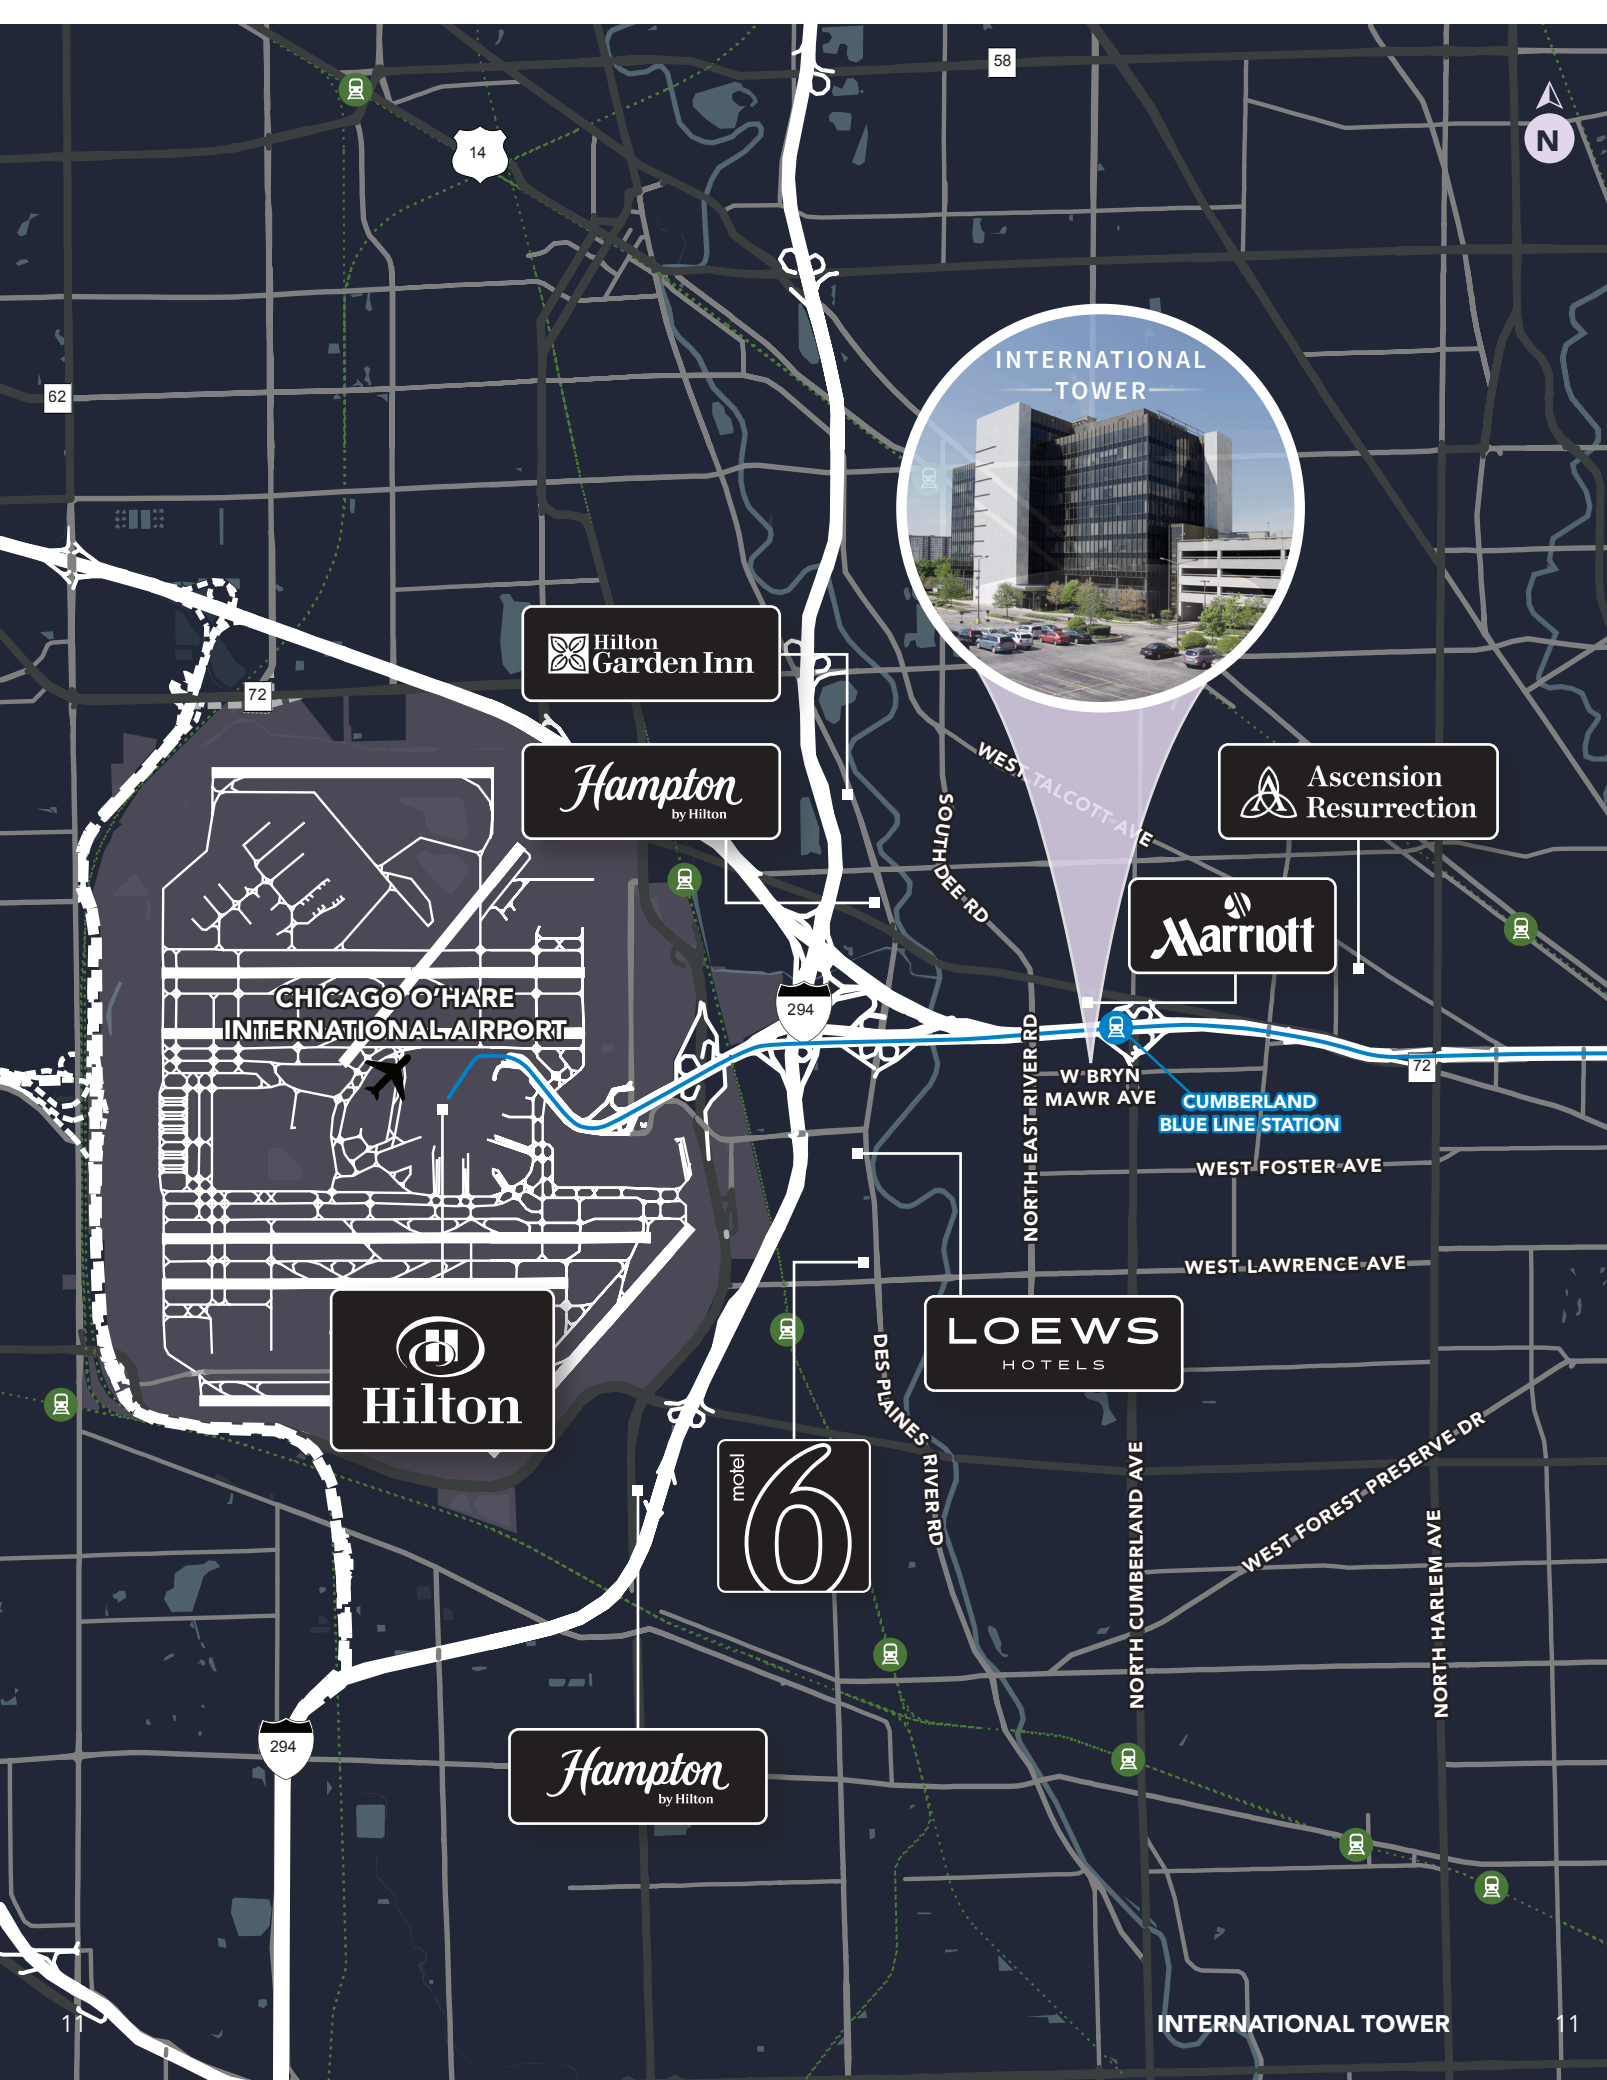 58
N
14
INTERNATIONAL
TOWER
62
Hilton
Garden Inn
72
Hampton
by Hilton
WEST TALCOTT AVE
SOUTH DEE RD
Ascension
Resurrection
Marriott
CHICAGO O'HARE
INTERNATIONAL AIRPORT
294
NORTH EAST RIVER RD
W BRYN
MAWR AVE
72
CUMBERLAND
BLUE LINE STATION
WEST FOSTER AVE
WEST LAWRENCE AVE
Hilton
LOEWS
HOTELS
DES PLAINES RIVER RD
motel
6
NORTH CUMBERLAND AVE
WEST FOREST PRESERVE DR
NORTH HARLEM AVE
294
Hampton
by Hilton
11
INTERNATIONAL TOWER
11